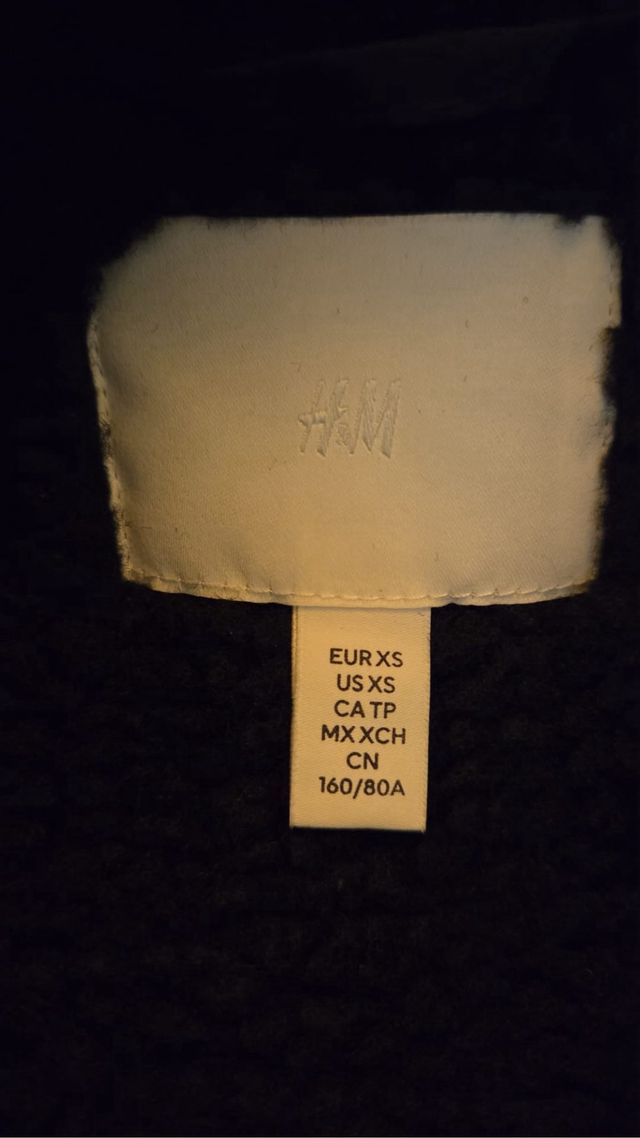 H&M
EUR XS
US XS
CA TP
MX XCH
CN
160/80A